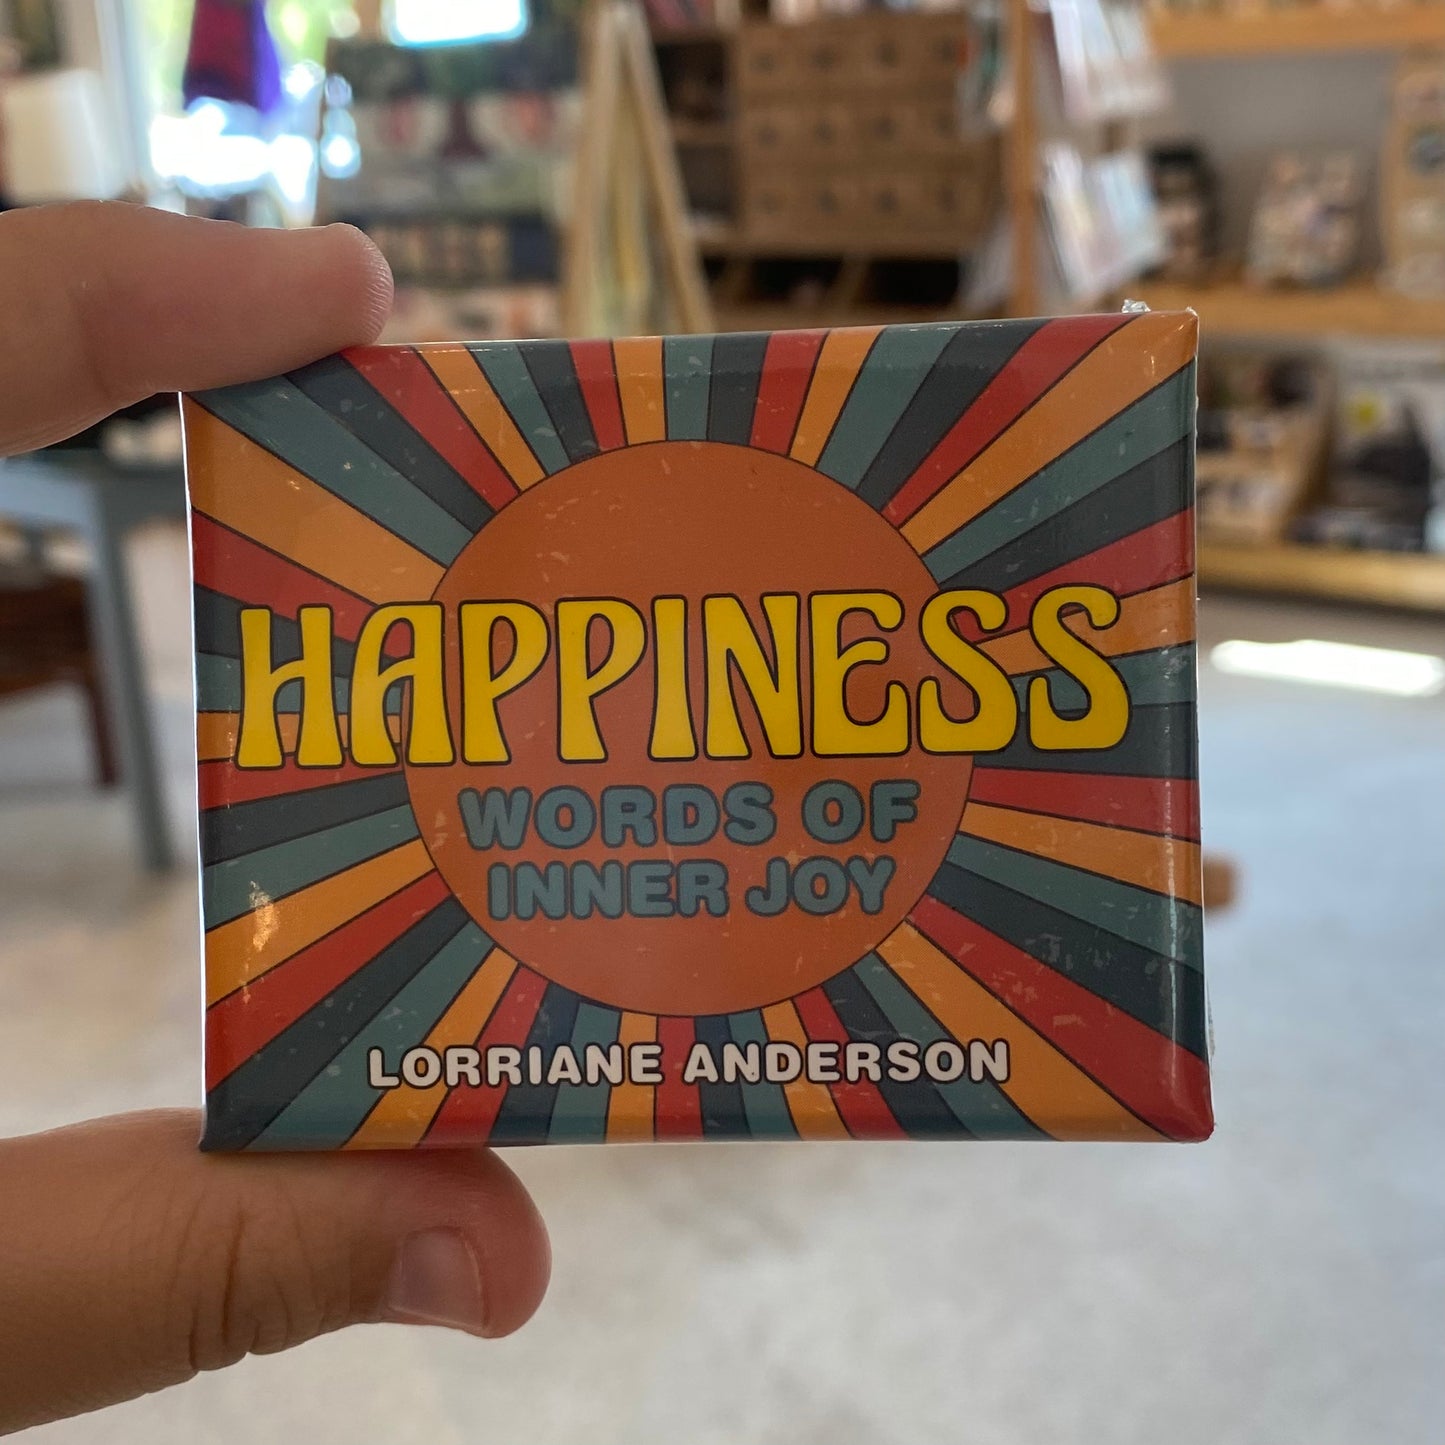 HAPPINESS
WORDS OF
INNER JOY
LORRIANE ANDERSON